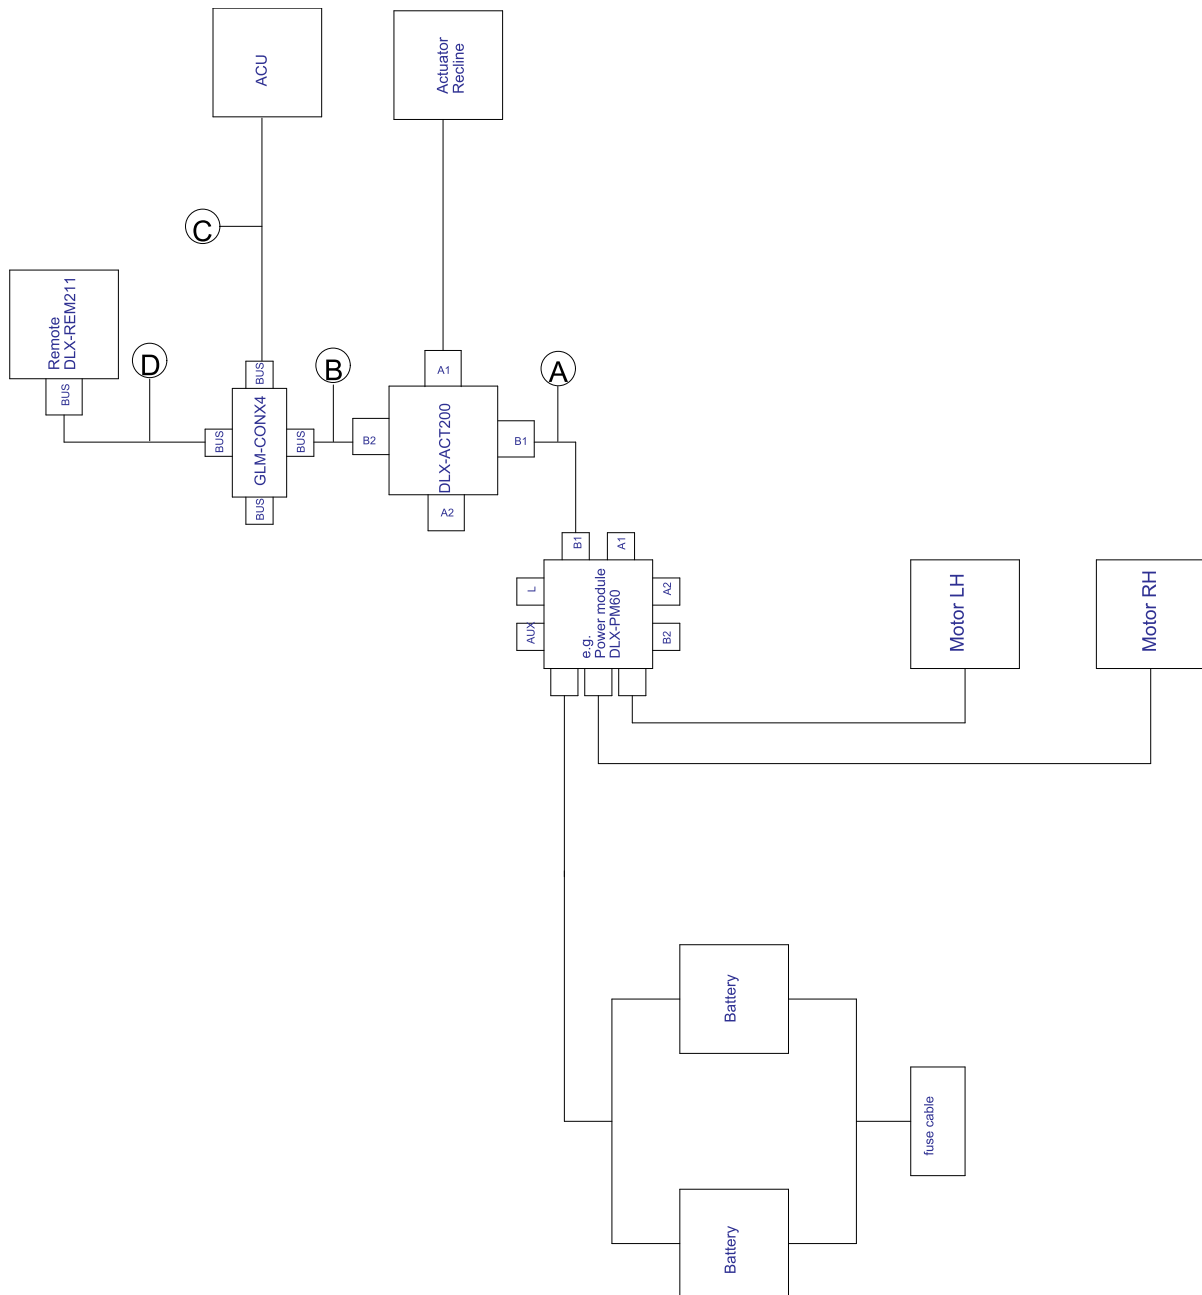 ACU
Actuator
Recline
C
Remote
DLX-REM211
BUS
D
BUS
BUS
GLM-CONX4
BUS
BUS
B
B2
A1
DLX-ACT200
B1
A2
A
B1
A1
L
AUX
e.g.
Power module
DLX-PM60
A2
B2
Motor LH
Motor RH
Battery
fuse cable
Battery